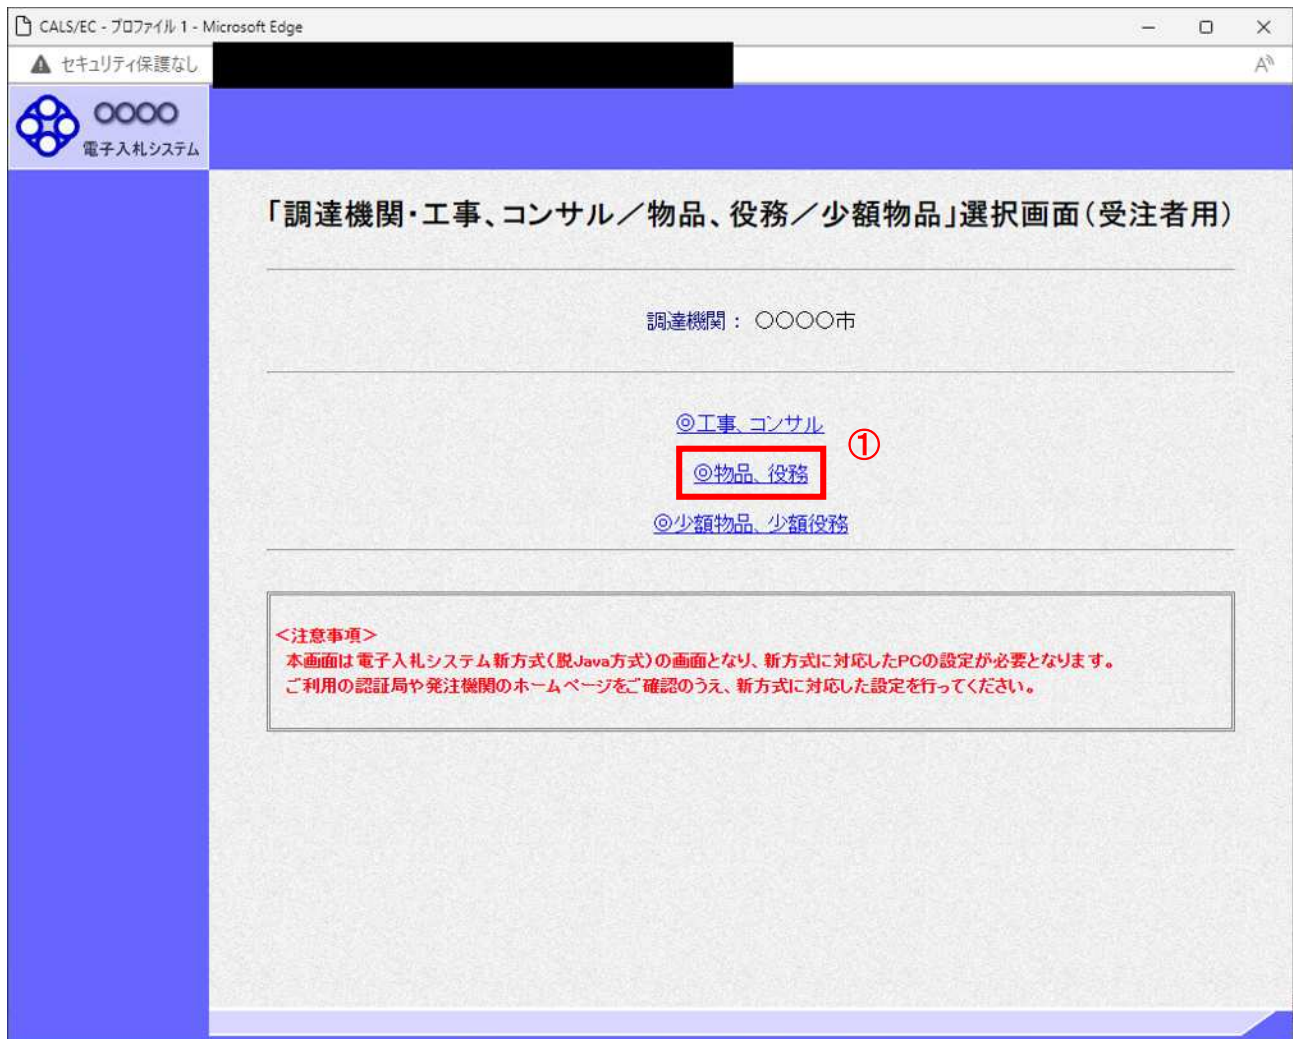 CALS/EC - プロファイル 1 - Microsoft Edge
セキュリティ保護なし
A
〇〇〇〇
電子入札システム
「調達機関・工事、コンサル／物品、役務／少額物品」選択画面(受注者用)
調達機関： 〇〇〇〇市
◎工事、コンサル
①
◎物品、役務
◎少額物品、少額役務
＜注意事項＞
本画面は電子入札システム新方式(脱Java方式)の画面となり、新方式に対応したPCの設定が必要となります。
ご利用の認証局や発注機関のホームページをご確認のうえ、新方式に対応した設定を行ってください。